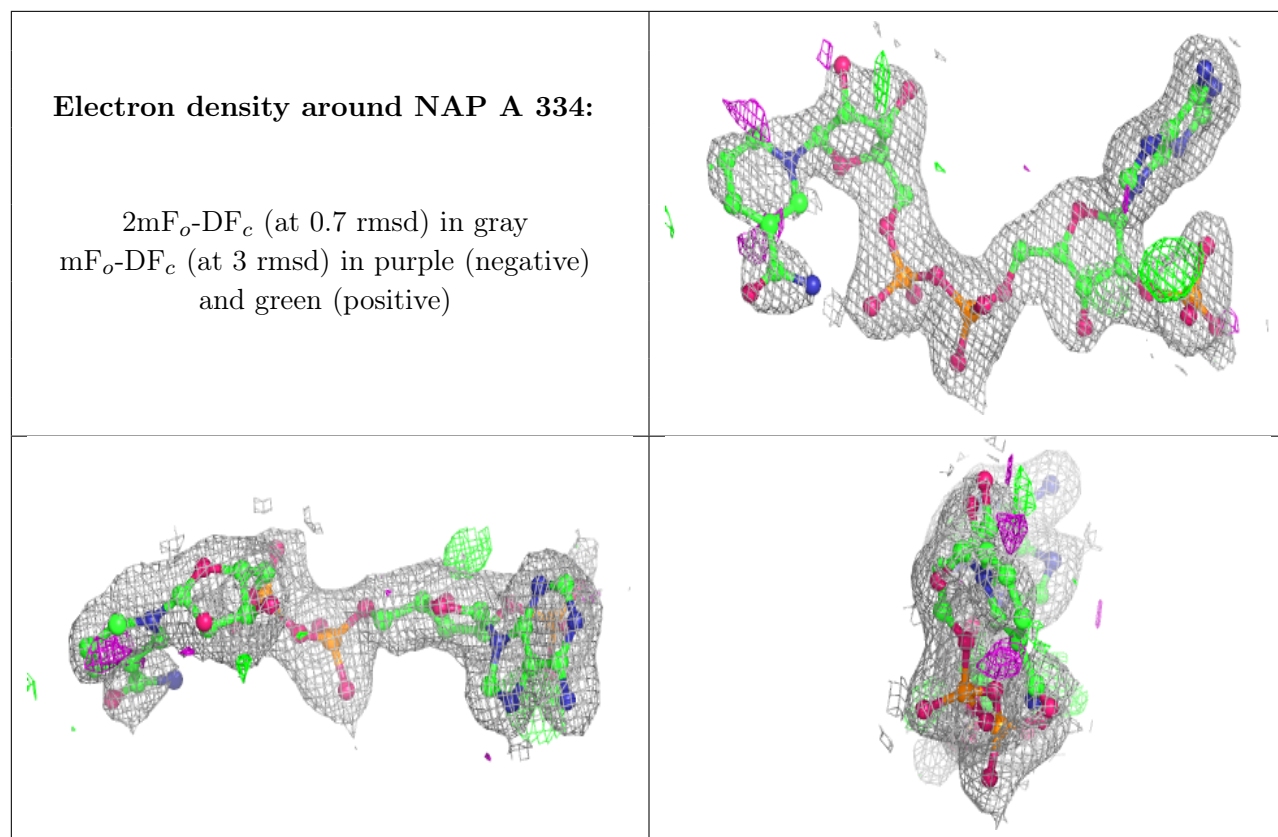 Electron density around NAP A 334:
2mFo-DFc (at 0.7 rmsd) in gray
mFo-DFc (at 3 rmsd) in purple (negative)
and green (positive)